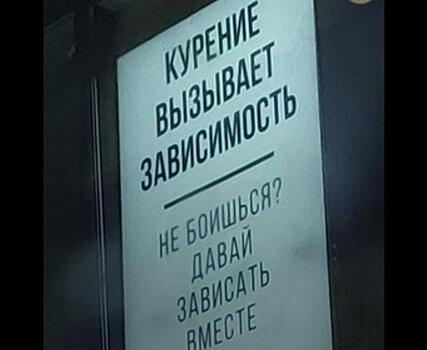 КУРЕНИЕ
ВЫЗЫВАЕТ
ЗАВИСИМОСТЬ
НЕ БОИШЬСЯ?
ДАВАЙ
ЗАВИСАТЬ
ВМЕСТЕ